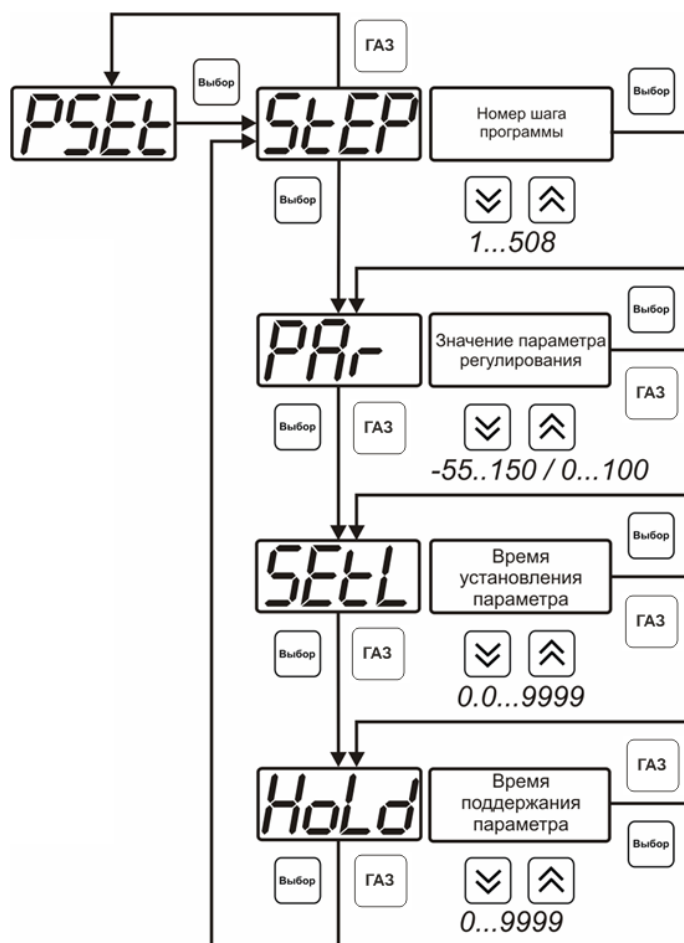 ГАЗ
Выбор
Выбор
PSEt
StEP
Номер шага
программы
Выбор
1...508
Выбор
PAr
Значение параметра
регулирования
ГАЗ
Выбор
ГАЗ
-55..150 / 0...100
Выбор
SEtL
Время
установления
параметра
ГАЗ
Выбор
ГАЗ
0.0...9999
ГАЗ
HoLd
Время
поддержания
параметра
Выбор
Выбор
ГАЗ
0...9999